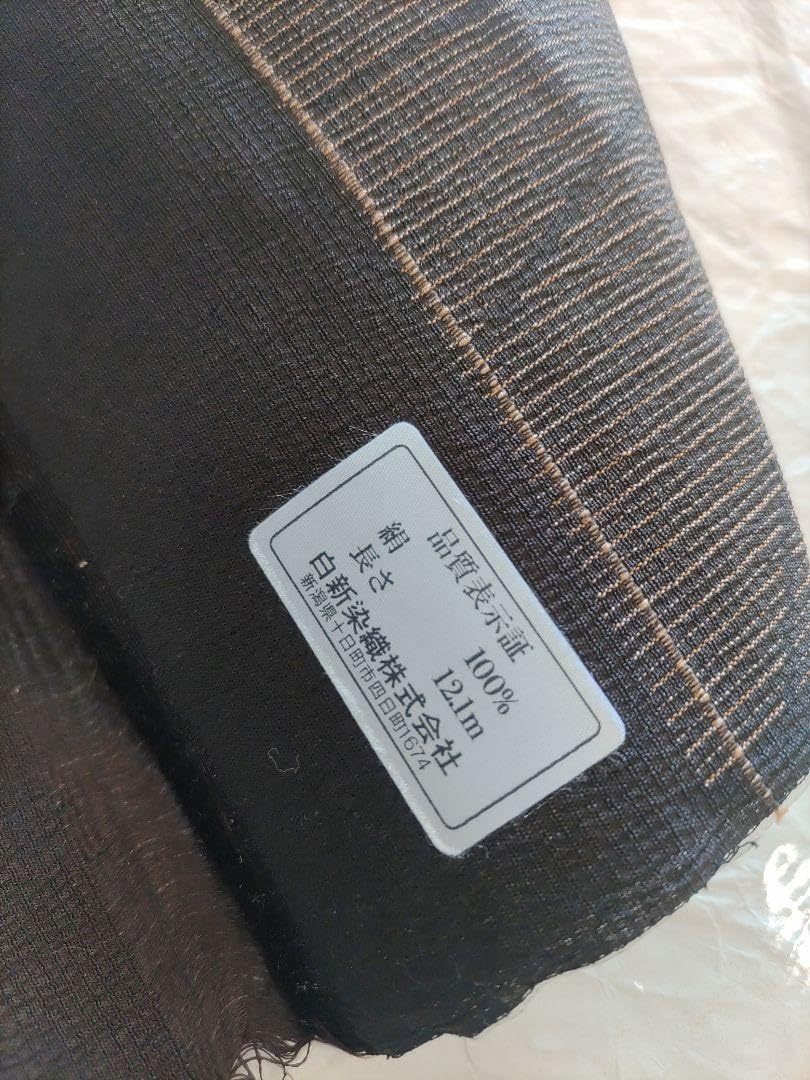 品質表示証
絹 100%
長さ 12.1m
白新染織株式会社
新潟県十日町市四日町1674